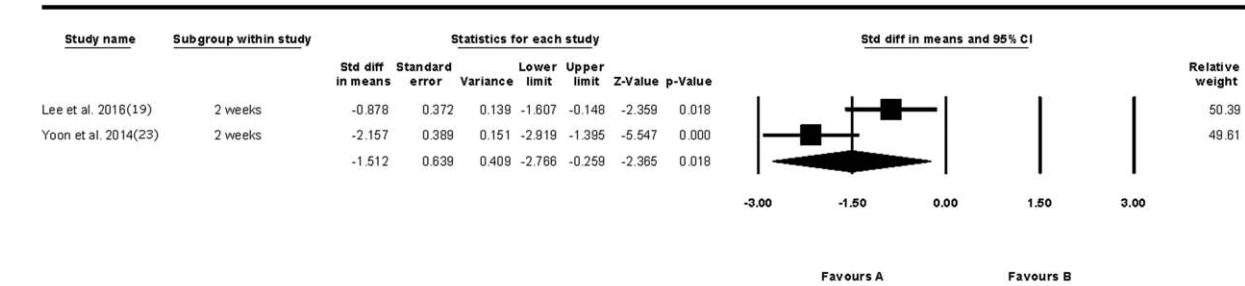 Study name Subgroup within study Statistics for each study Std diff in means and 95% CI
Std diff Standard Lower Upper Relative
in means error Variance limit limit Z-Value p-Value weight
Lee et al. 2016(19) 2 weeks -0.878 0.372 0.139 -1.607 -0.148 -2.359 0.018 50.39
Yoon et al. 2014(23) 2 weeks -2.157 0.389 0.151 -2.919 -1.395 -5.547 0.000 49.61
-1.512 0.639 0.409 -2.766 -0.259 -2.365 0.018
-3.00 -1.50 0.00 1.50 3.00
Favours A Favours B